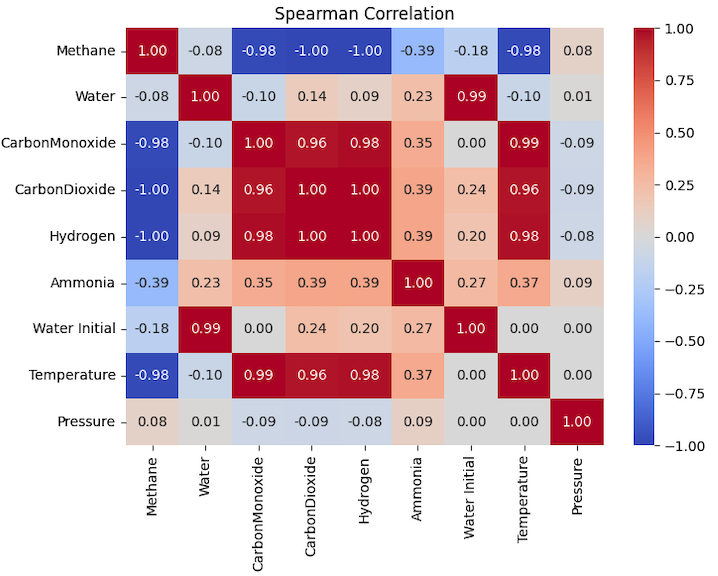 Spearman Correlation
Methane 1.00 -0.08 -0.98 -1.00 -1.00 -0.39 -0.18 -0.98 0.08
Water -0.08 1.00 -0.10 0.14 0.09 0.23 0.99 -0.10 0.01
CarbonMonoxide -0.98 -0.10 1.00 0.96 0.98 0.35 0.00 0.99 -0.09
CarbonDioxide -1.00 0.14 0.96 1.00 1.00 0.39 0.24 0.96 -0.09
Hydrogen -1.00 0.09 0.98 1.00 1.00 0.39 0.20 0.98 -0.08
Ammonia -0.39 0.23 0.35 0.39 0.39 1.00 0.27 0.37 0.09
Water Initial -0.18 0.99 0.00 0.24 0.20 0.27 1.00 0.00 0.00
Temperature -0.98 -0.10 0.99 0.96 0.98 0.37 0.00 1.00 0.00
Pressure 0.08 0.01 -0.09 -0.09 -0.08 0.09 0.00 0.00 1.00
Methane
Water
CarbonMonoxide
CarbonDioxide
Hydrogen
Ammonia
Water Initial
Temperature
Pressure
1.00
0.75
0.50
0.25
0.00
−0.25
−0.50
−0.75
−1.00